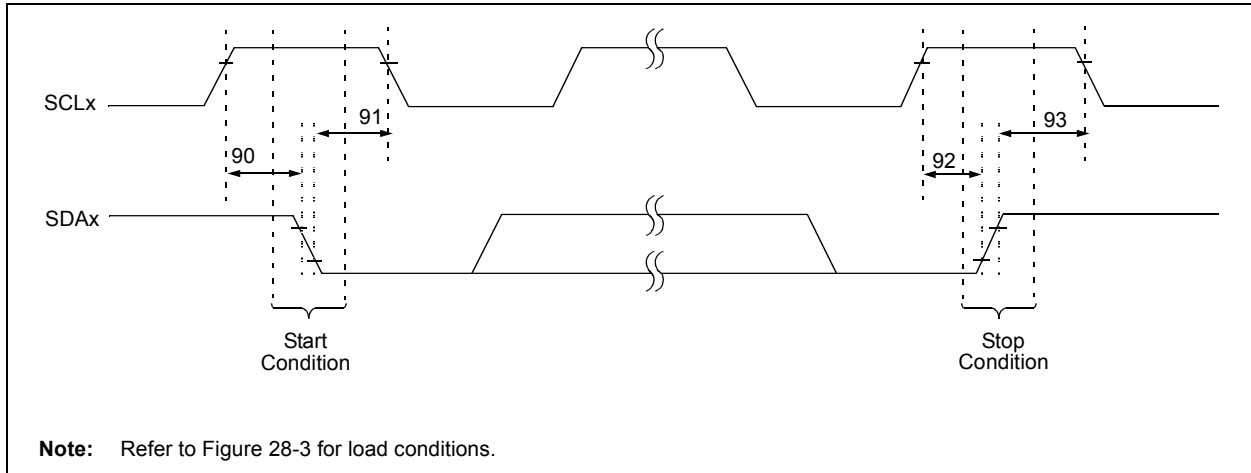 SCLx
91
93
90
92
SDAx
Start
Condition
Stop
Condition
Note: Refer to Figure 28-3 for load conditions.